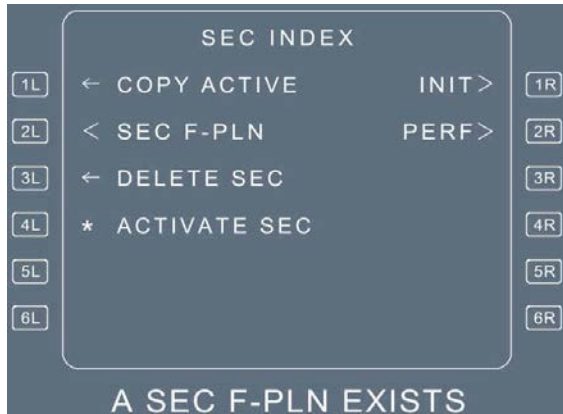 SEC INDEX
1L ← COPY ACTIVE INIT> 1R
2L < SEC F-PLN PERF> 2R
3L ← DELETE SEC 3R
4L * ACTIVATE SEC 4R
5L 5R
6L 6R
A SEC F-PLN EXISTS